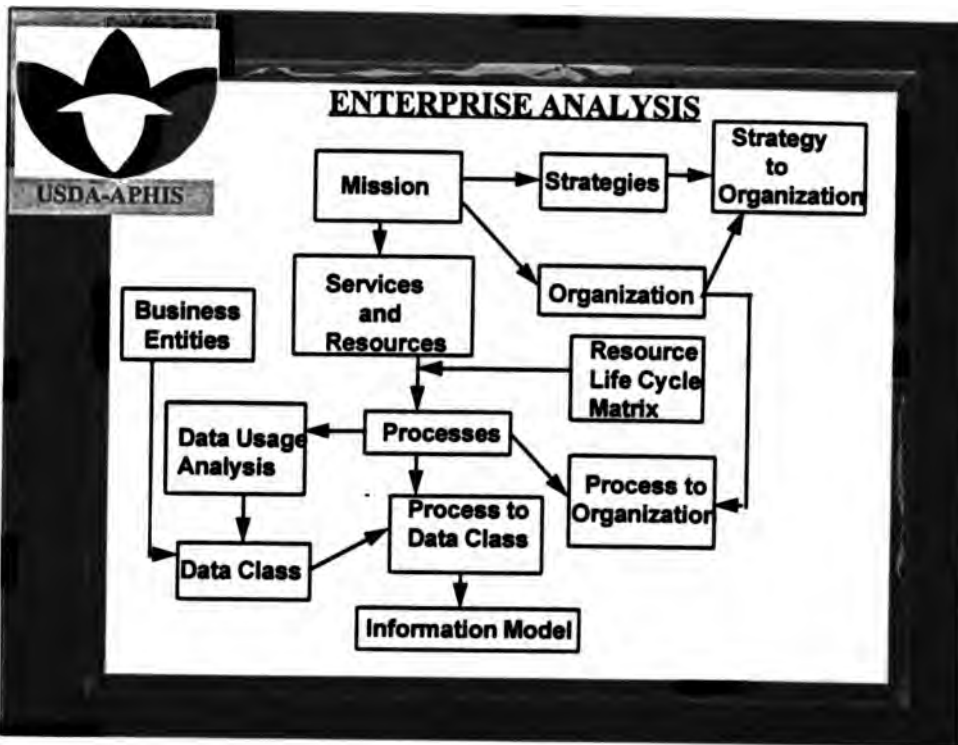 USDA-APHIS
ENTERPRISE ANALYSIS
Mission
Strategies
Strategy
to
Organization
Services
and
Resources
Organization
Business
Entities
Resource
Life Cycle
Matrix
Processes
Data Usage
Analysis
Process to
Organization
Process to
Data Class
Data Class
Information Model